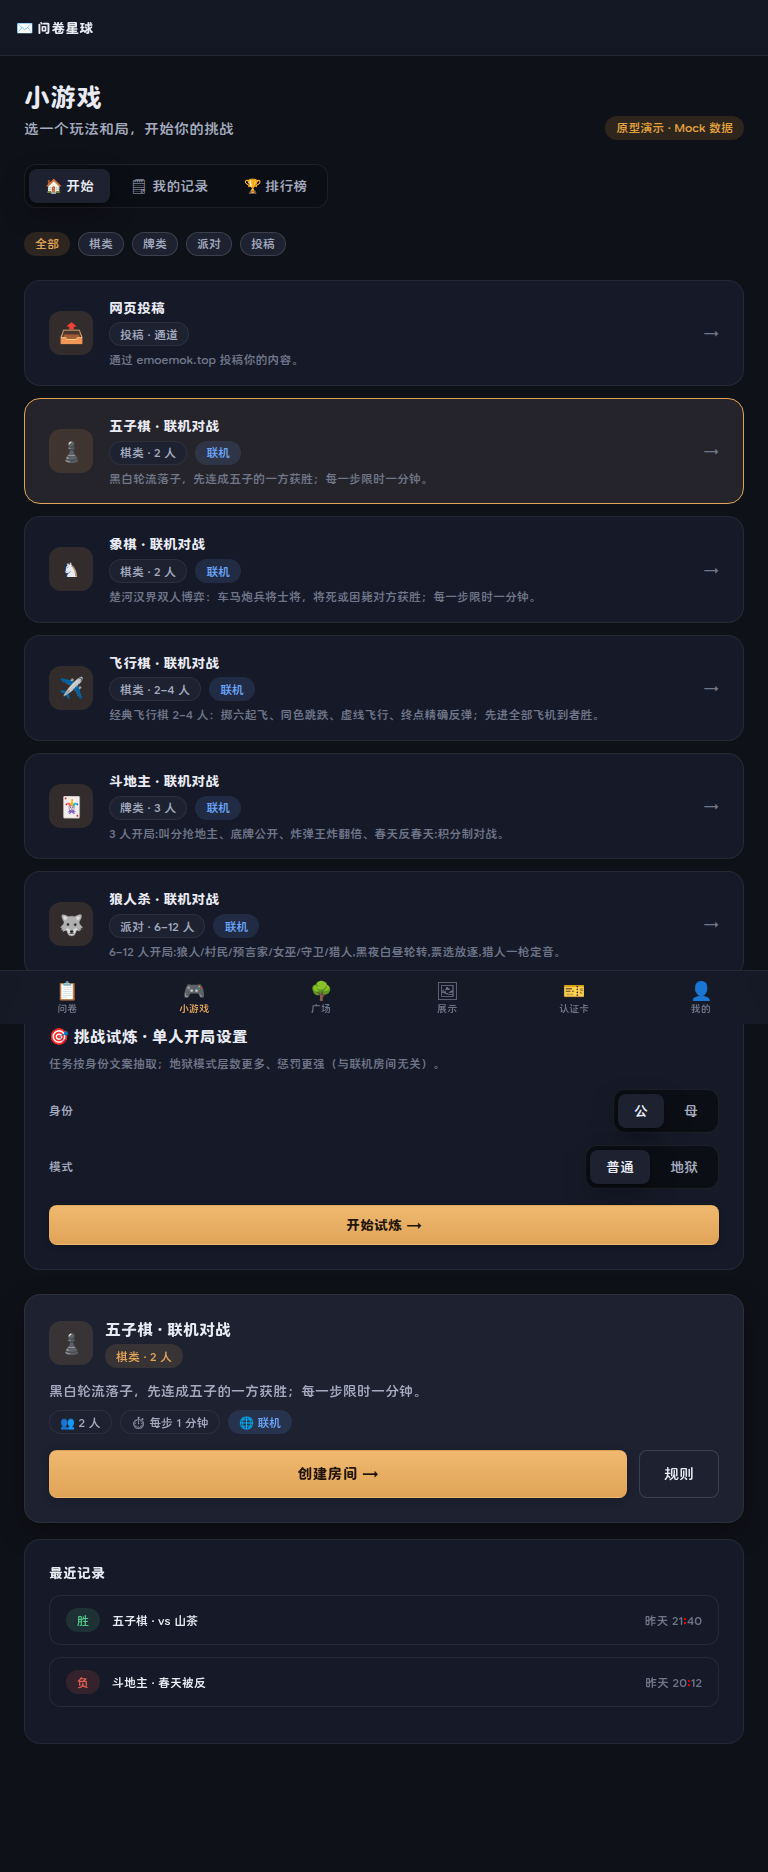 问卷星球
小游戏
选一个玩法和局，开始你的挑战
原型演示 · Mock 数据
开始
我的记录
排行榜
全部
棋类
牌类
派对
投稿
网页投稿
投稿 · 通道
通过 emoemok.top 投稿你的内容。
→
五子棋 · 联机对战
棋类 · 2 人
联机
黑白轮流落子，先连成五子的一方获胜；每一步限时一分钟。
→
象棋 · 联机对战
棋类 · 2 人
联机
楚河汉界双人博弈：车马炮兵将士将，将死或困毙对方获胜；每一步限时一分钟。
→
飞行棋 · 联机对战
棋类 · 2–4 人
联机
经典飞行棋 2–4 人：掷六起飞、同色跳跃、虚线飞行、终点精确反弹；先进全部飞机到者胜。
→
斗地主 · 联机对战
牌类 · 3 人
联机
3 人开局:叫分抢地主、底牌公开、炸弹王炸翻倍、春天反春天:积分制对战。
→
狼人杀 · 联机对战
派对 · 6–12 人
联机
6–12 人开局:狼人/村民/预言家/女巫/守卫/猎人,黑夜白昼轮转,票选放逐,猎人一枪定音。
→
问卷
小游戏
广场
展示
认证卡
我的
挑战试炼 · 单人开局设置
任务按身份文案抽取；地狱模式层数更多、惩罚更强（与联机房间无关）。
身份
公
母
模式
普通
地狱
开始试炼 →
五子棋 · 联机对战
棋类 · 2 人
黑白轮流落子，先连成五子的一方获胜；每一步限时一分钟。
2 人
每步 1 分钟
联机
创建房间 →
规则
最近记录
胜
五子棋 · vs 山茶
昨天 21:40
负
斗地主 · 春天被反
昨天 20:12